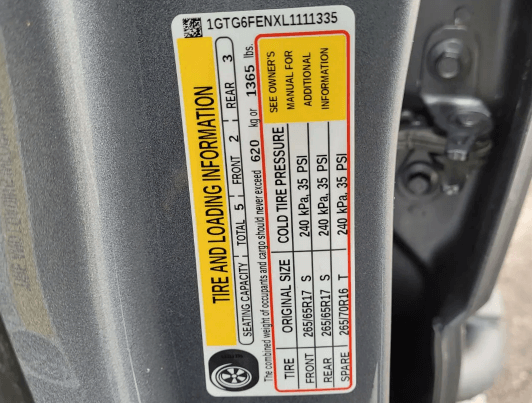 1GTG6FENXL1111335
TIRE AND LOADING INFORMATION
SEATING CAPACITY TOTAL 5 FRONT 2 REAR 3
The combined weight of occupants and cargo should never exceed 620 kg or 1365 lbs.
TIRE ORIGINAL SIZE COLD TIRE PRESSURE SEE OWNER'S
FRONT 265/65R17 S 240 kPa, 35 PSI MANUAL FOR
REAR 265/65R17 S 240 kPa, 35 PSI ADDITIONAL
SPARE 265/70R16 T 240 kPa, 35 PSI INFORMATION